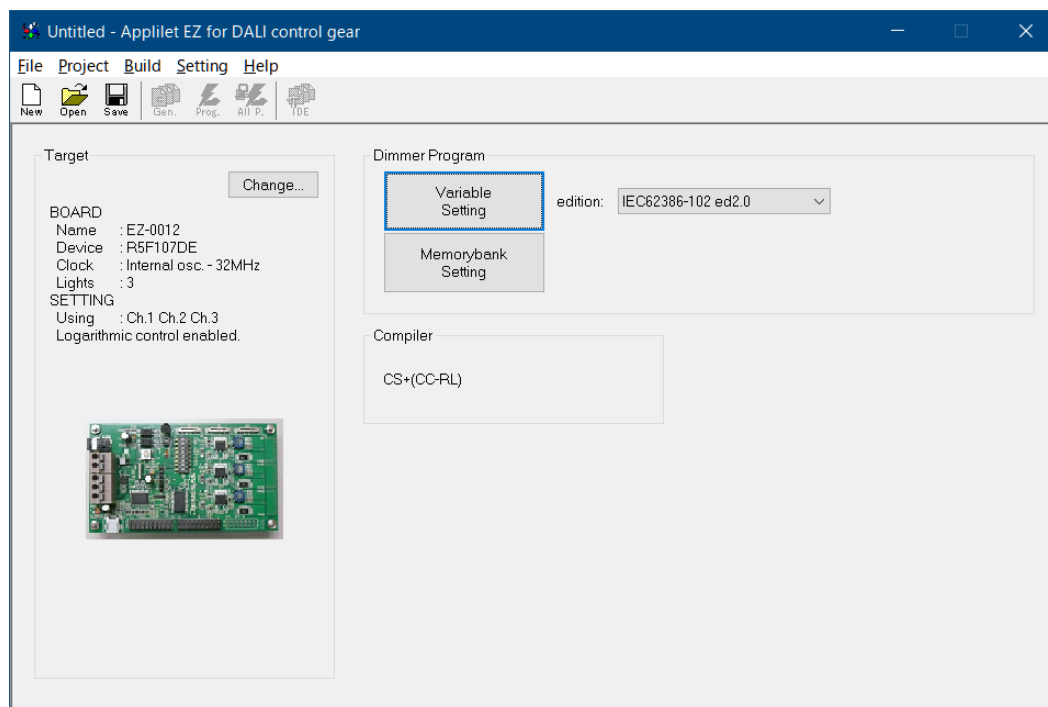 Untitled - Applilet EZ for DALI control gear
File Project Build Setting Help
New Open Save Gen. Prog. All P. IDE
Target
Change...
BOARD
Name : EZ-0012
Device : R5F107DE
Clock : Internal osc. - 32MHz
Lights : 3
SETTING
Using : Ch.1 Ch.2 Ch.3
Logarithmic control enabled.
Dimmer Program
Variable
Setting
edition: IEC62386-102 ed2.0
Memorybank
Setting
Compiler
CS+(CC-RL)